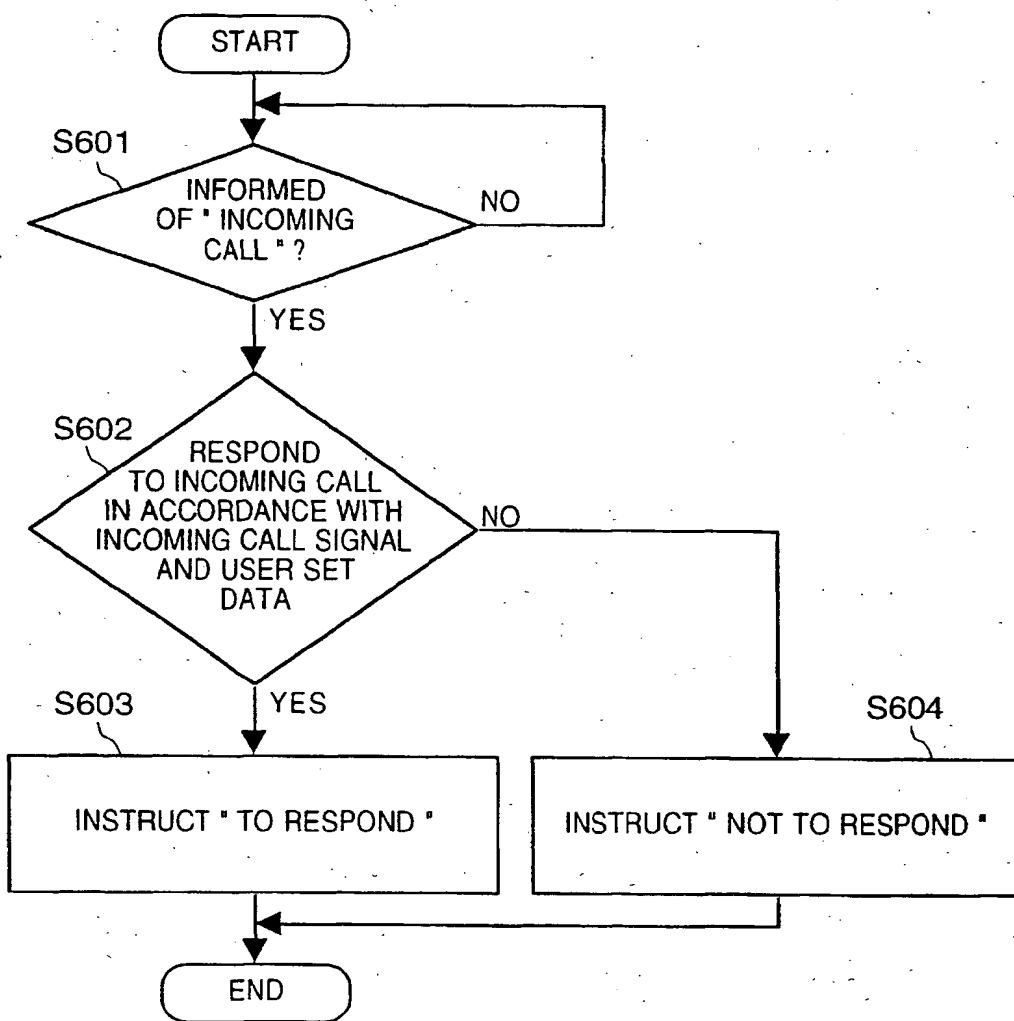 START
S601
INFORMED
OF " INCOMING
CALL " ?
NO
YES
S602
RESPOND
TO INCOMING CALL
IN ACCORDANCE WITH
INCOMING CALL SIGNAL
AND USER SET
DATA
NO
YES
S603
S604
INSTRUCT " TO RESPOND "
INSTRUCT " NOT TO RESPOND "
END